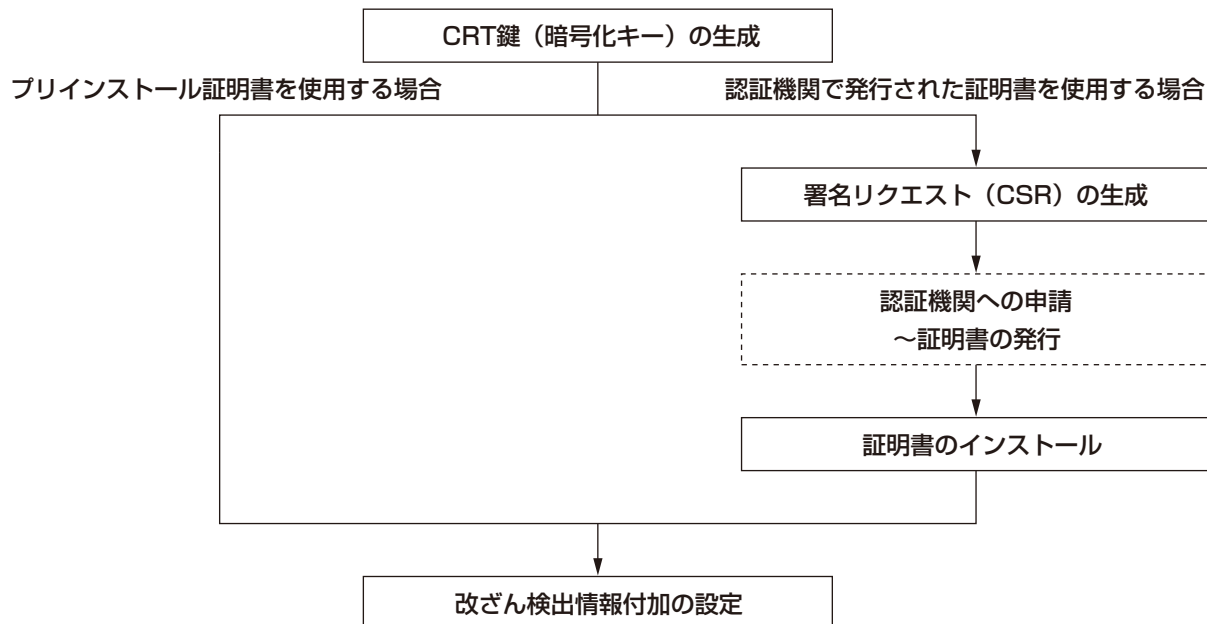 CRT鍵（暗号化キー）の生成
プリインストール証明書を使用する場合
認証機関で発行された証明書を使用する場合
署名リクエスト（CSR）の生成
認証機関への申請
～証明書の発行
証明書のインストール
改ざん検出情報付加の設定